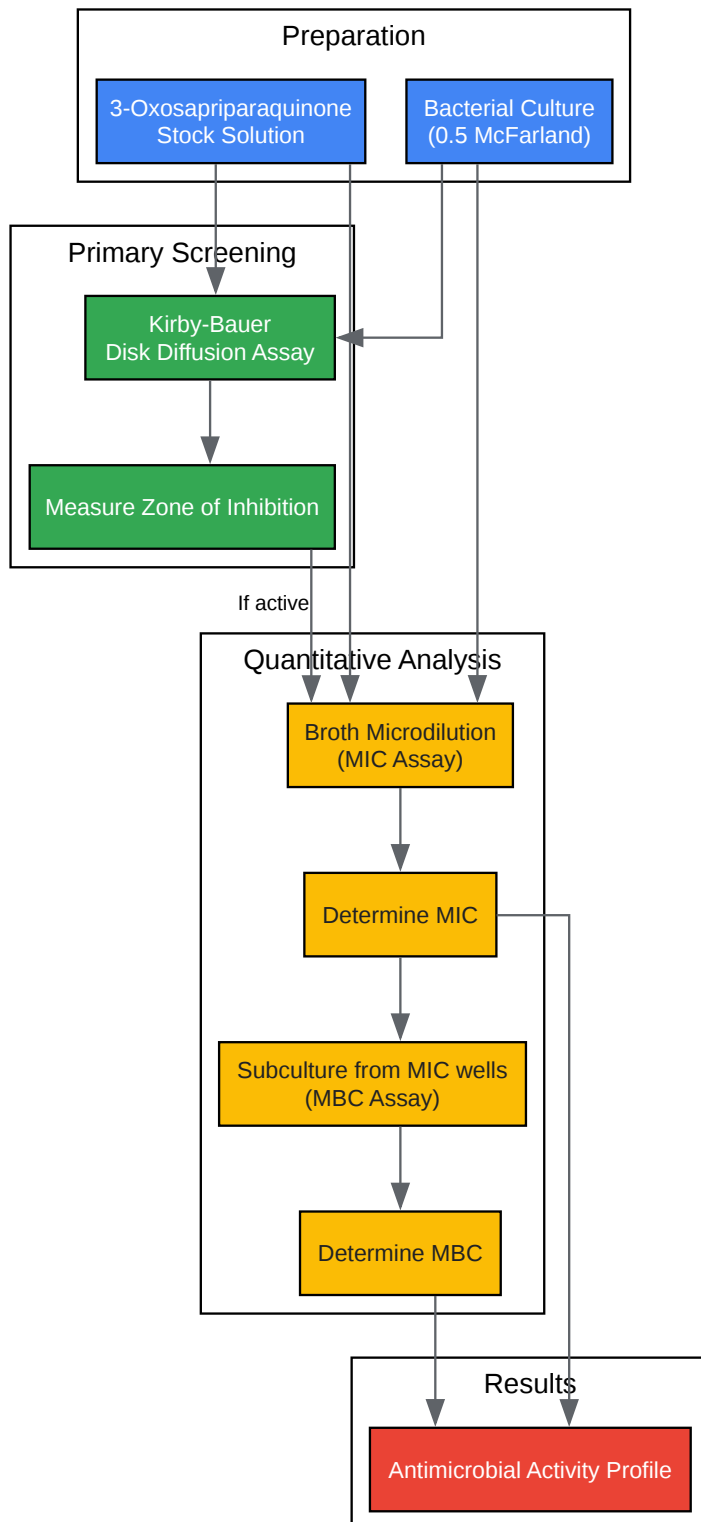 Preparation
3-Oxosapriparaquinone
Stock Solution
Bacterial Culture
(0.5 McFarland)
Primary Screening
Kirby-Bauer
Disk Diffusion Assay
Measure Zone of Inhibition
If active
Quantitative Analysis
Broth Microdilution
(MIC Assay)
Determine MIC
Subculture from MIC wells
(MBC Assay)
Determine MBC
Results
Antimicrobial Activity Profile